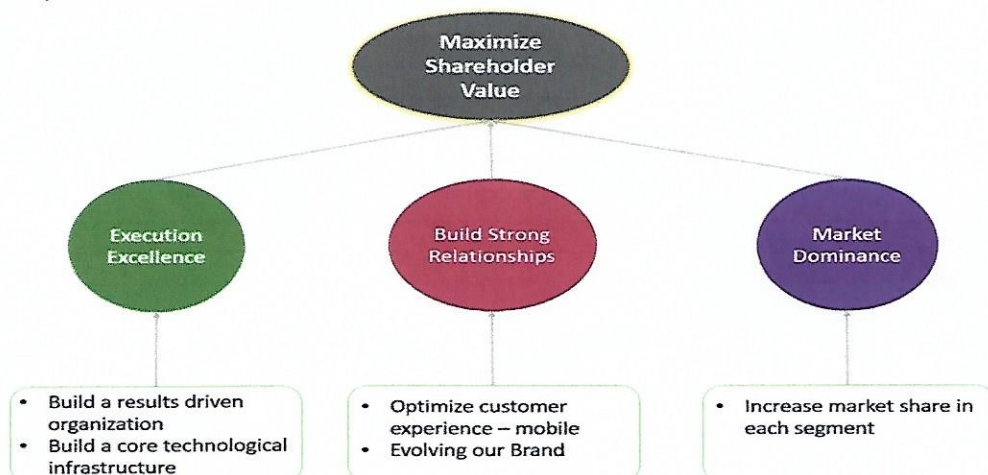 Maximize
Shareholder
Value
Execution
Excellence
Build Strong
Relationships
Market
Dominance
• Build a results driven
organization
• Build a core technological
infrastructure
• Optimize customer
experience – mobile
• Evolving our Brand
• Increase market share in
each segment